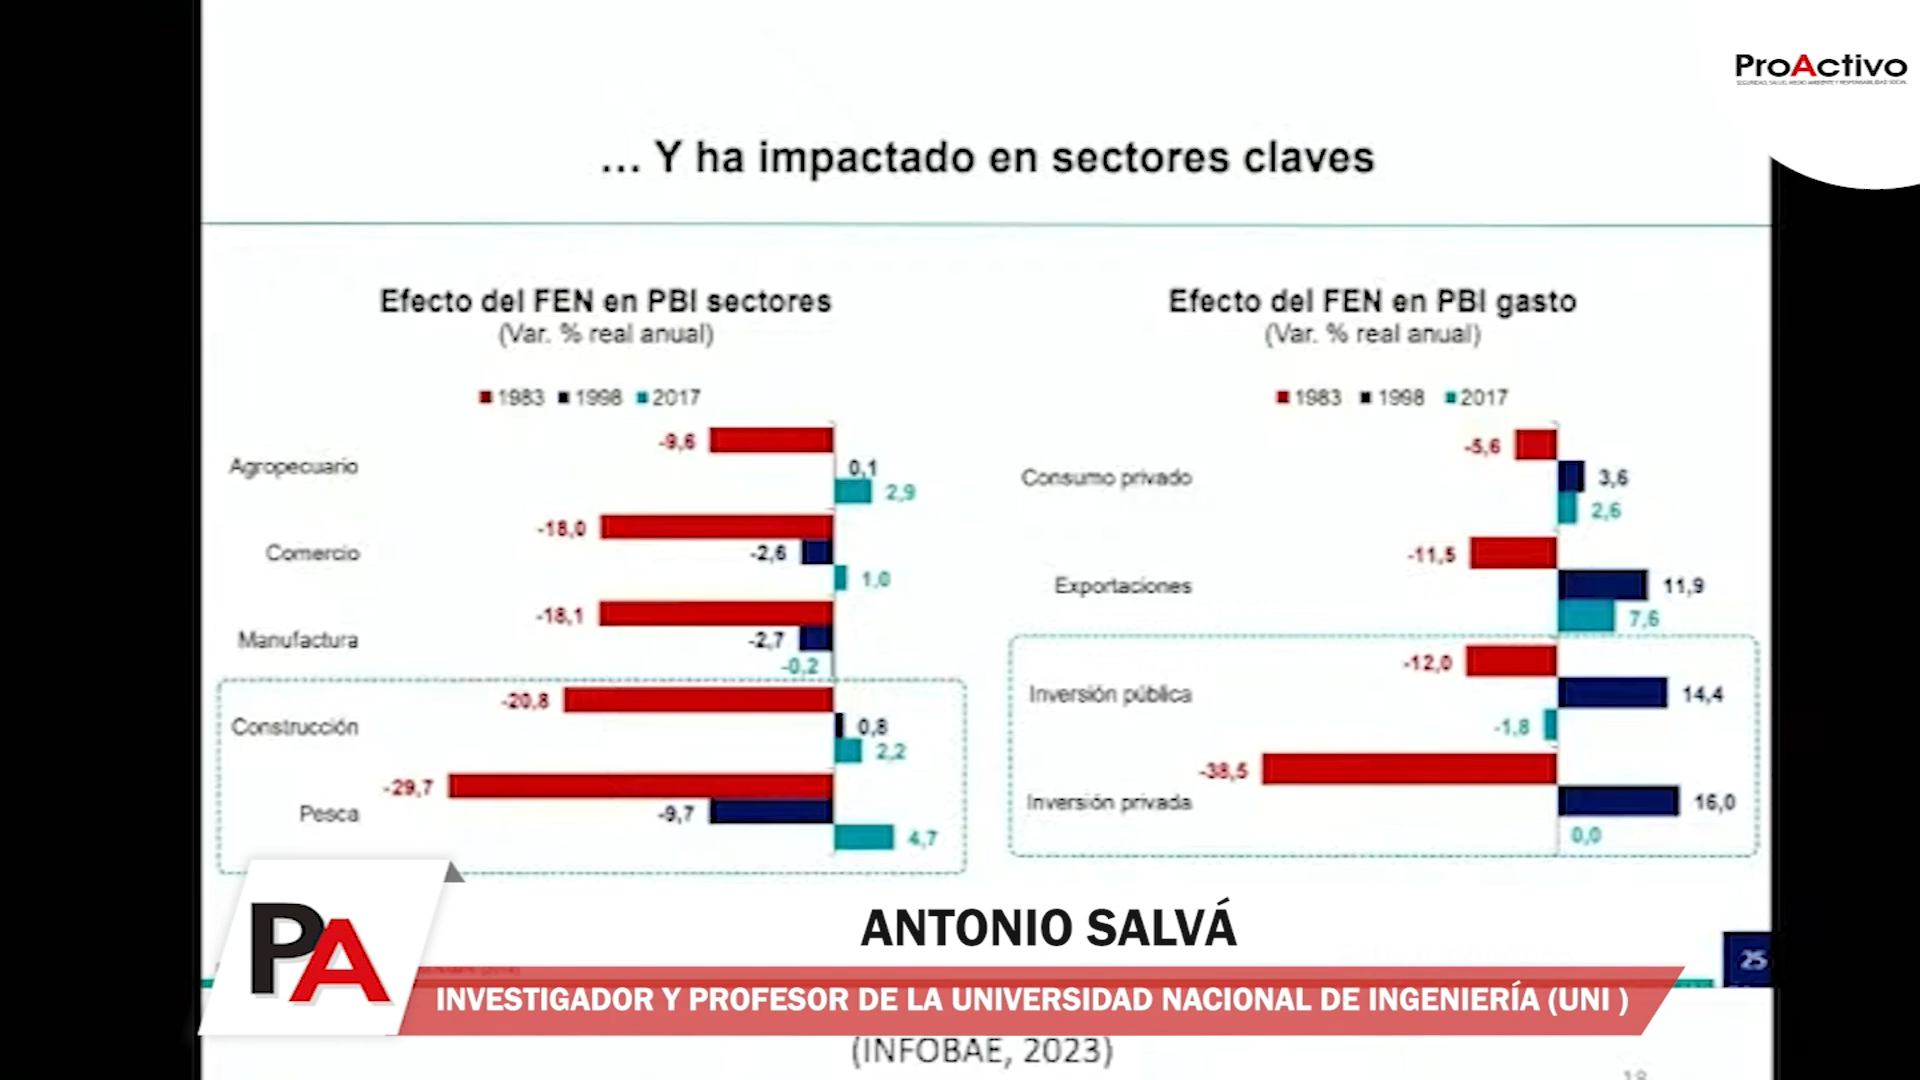 ProActivo
... Y ha impactado en sectores claves
Efecto del FEN en PBI sectores
(Var. % real anual)
1983 1998 2017
Agropecuario
-9,6
0,1
2,9
Comercio
-18,0
-2,6
1,0
Manufactura
-18,1
-2,7
-0,2
Construcción
-20,8
0,8
2,2
Pesca
-29,7
-9,7
4,7
Efecto del FEN en PBI gasto
(Var. % real anual)
1983 1998 2017
Consumo privado
-5,6
3,6
2,6
Exportaciones
-11,5
11,9
7,6
Inversión pública
-12,0
14,4
-1,8
Inversión privada
-38,5
16,0
0,0
25
PA
ANTONIO SALVÁ
INVESTIGADOR Y PROFESOR DE LA UNIVERSIDAD NACIONAL DE INGENIERÍA (UNI )
(INFOBAE, 2023)